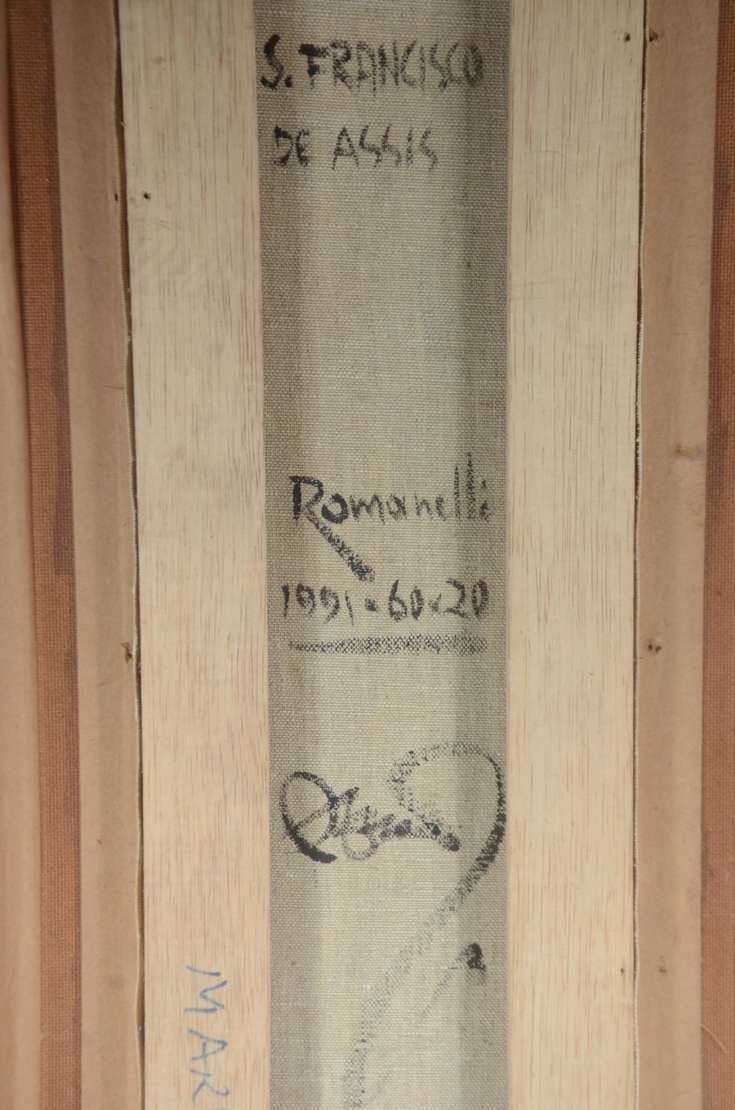 S. FRANCISCO
DE ASSIS
Romanelli
1991 · 60 x 20
MAR